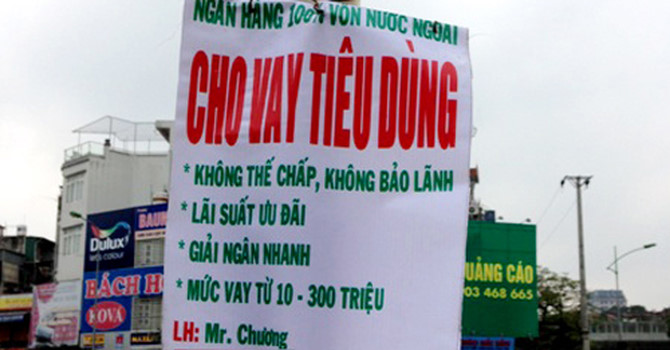 NGÂN HÀNG 100% VỐN NƯỚC NGOÀI
CHO VAY TIÊU DÙNG
* KHÔNG THẾ CHẤP, KHÔNG BẢO LÃNH
* LÃI SUẤT ƯU ĐÃI
* GIẢI NGÂN NHANH
* MỨC VAY TỪ 10 - 300 TRIỆU
LH: Mr. Chương
Dulux
BAUM
BÁCH H
KOVA
QUẢNG CÁO
03 468 665